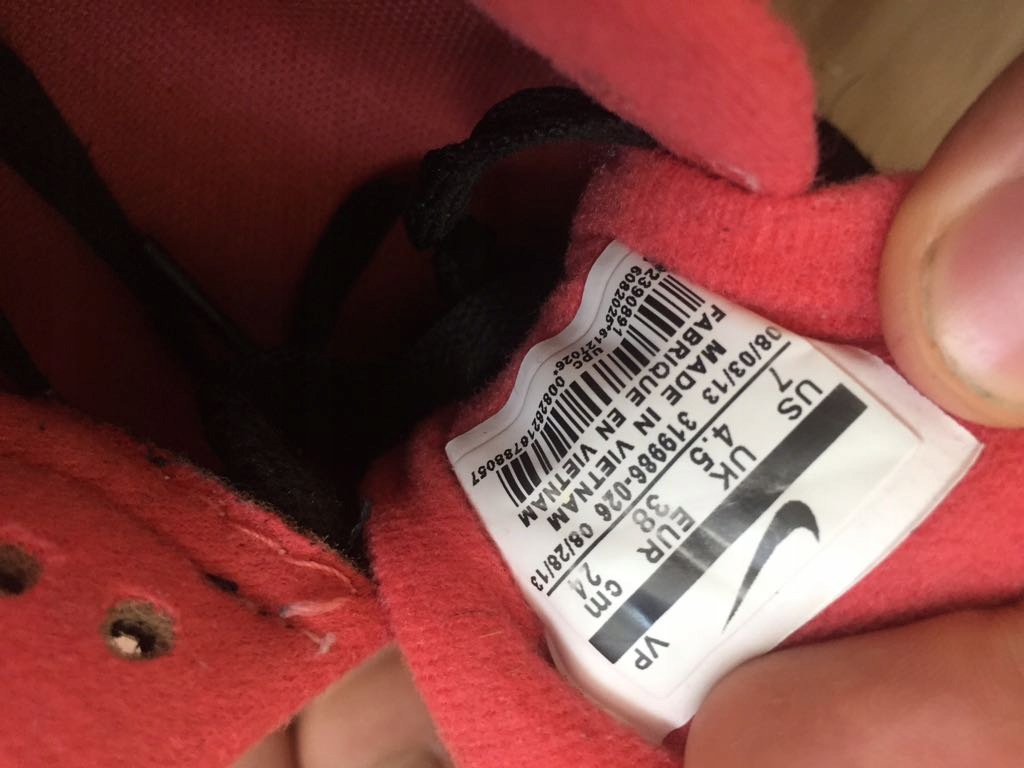 VP
US UK EUR cm
7 4.5 38 24
08/03/13 319986-026 08/28/13
MADE IN VIETNAM
FABRIQUE EN VIETNAM
UPC 00826216788057